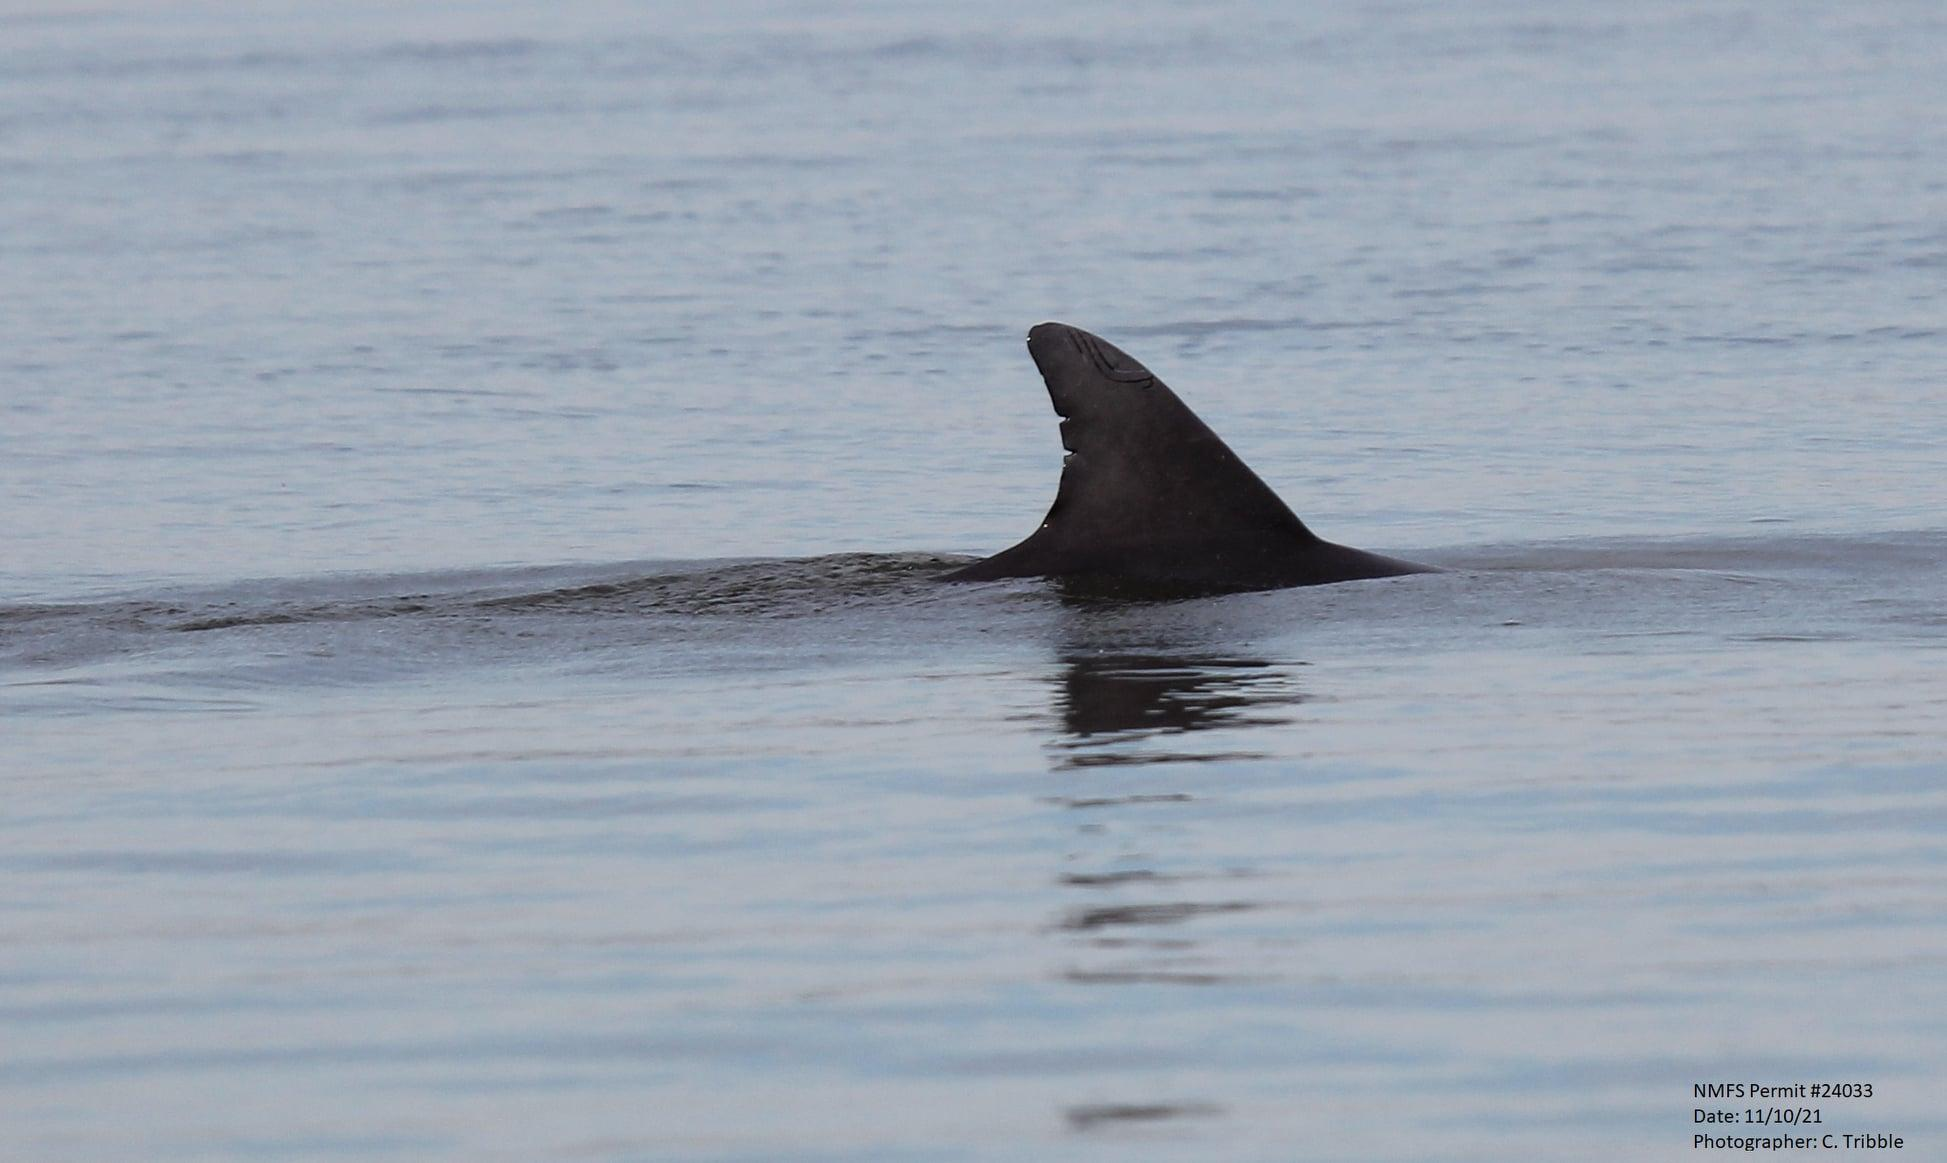 NMFS Permit #24033
Date: 11/10/21
Photographer: C. Tribble